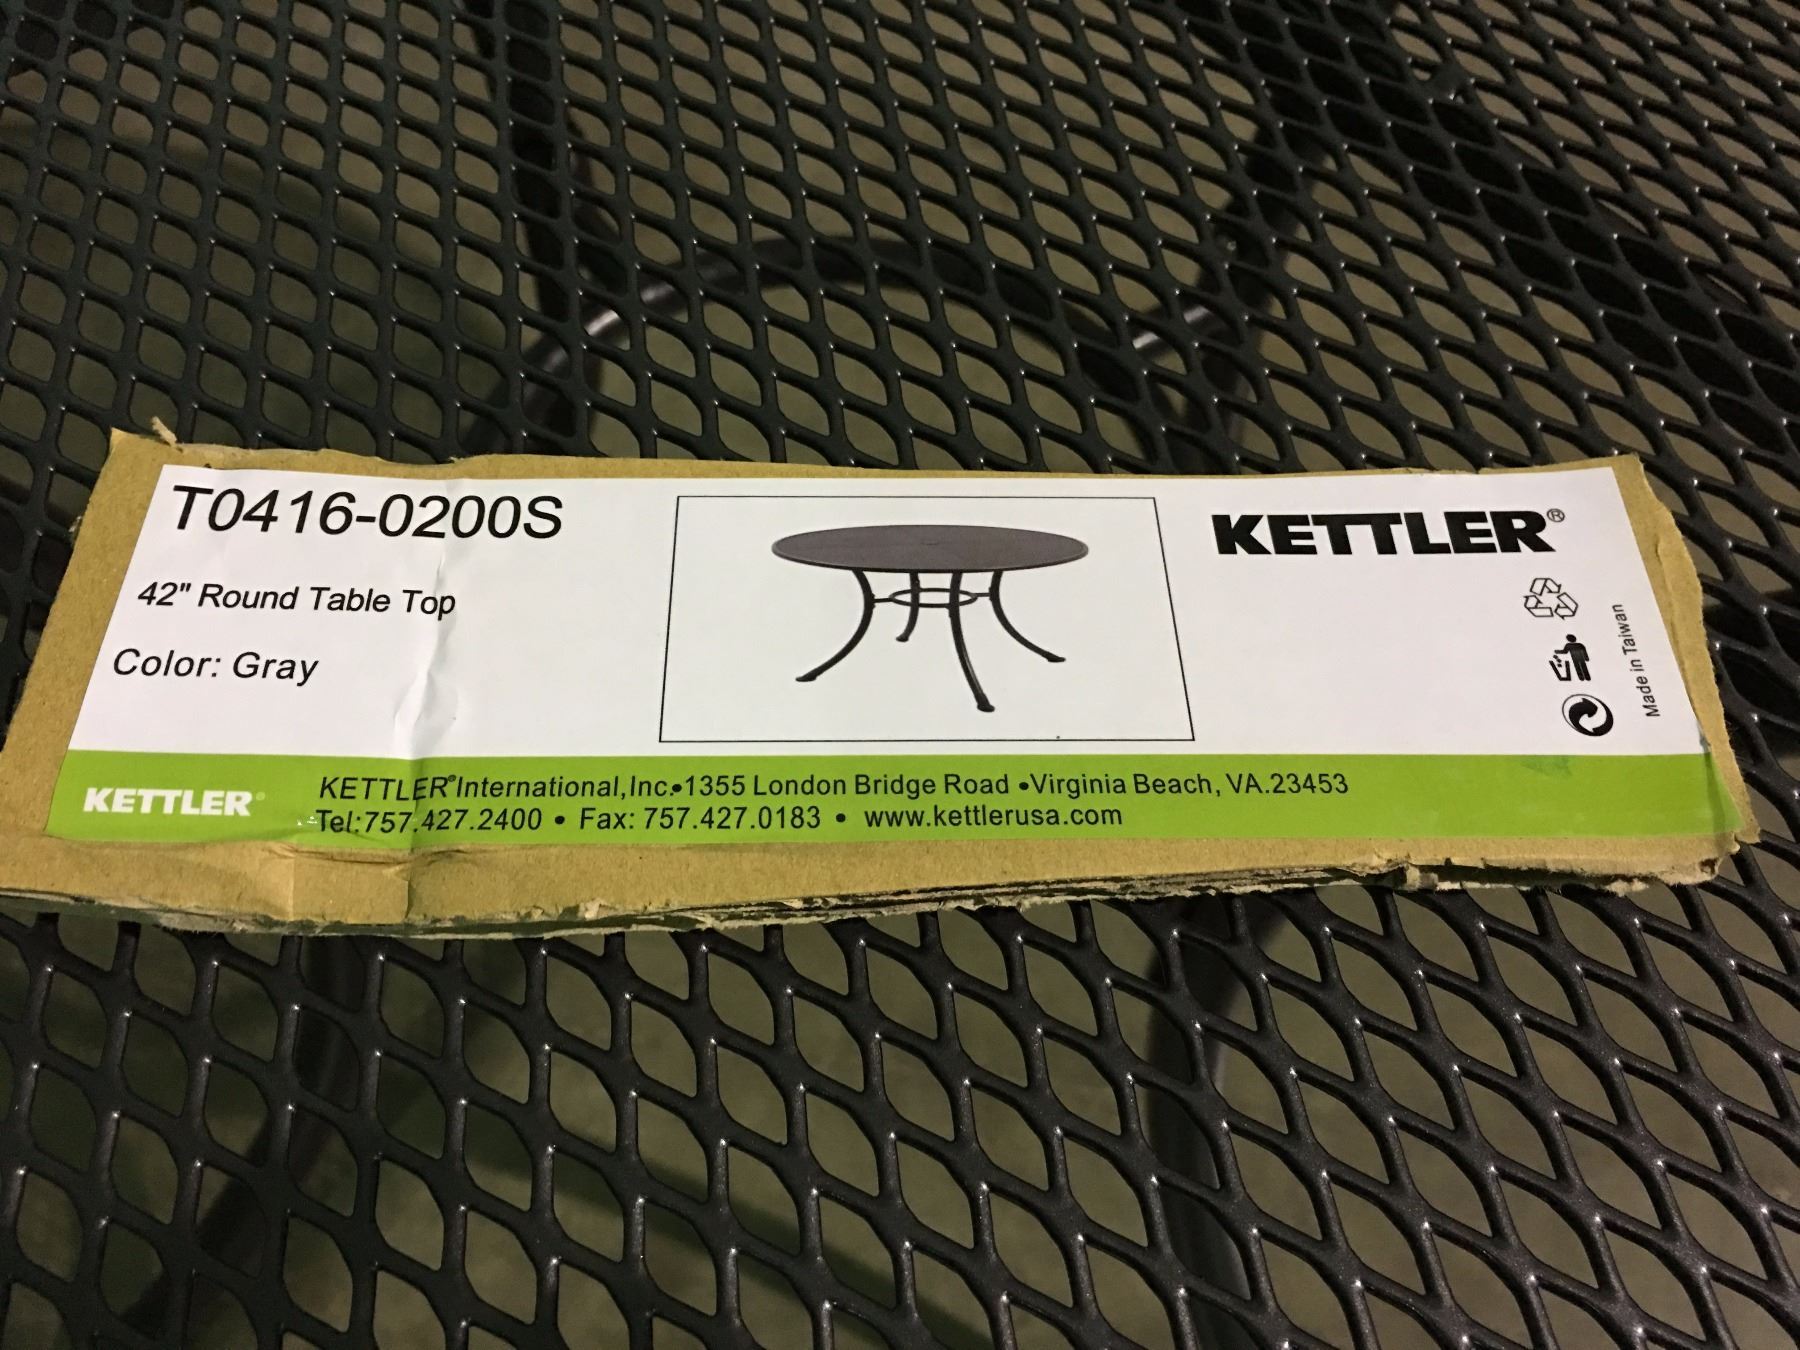 T0416-0200S
42" Round Table Top
Color: Gray
KETTLER®
Made in Taiwan
KETTLER®
KETTLER® International, Inc.•1355 London Bridge Road •Virginia Beach, VA.23453
Tel:757.427.2400 • Fax: 757.427.0183 • www.kettlerusa.com